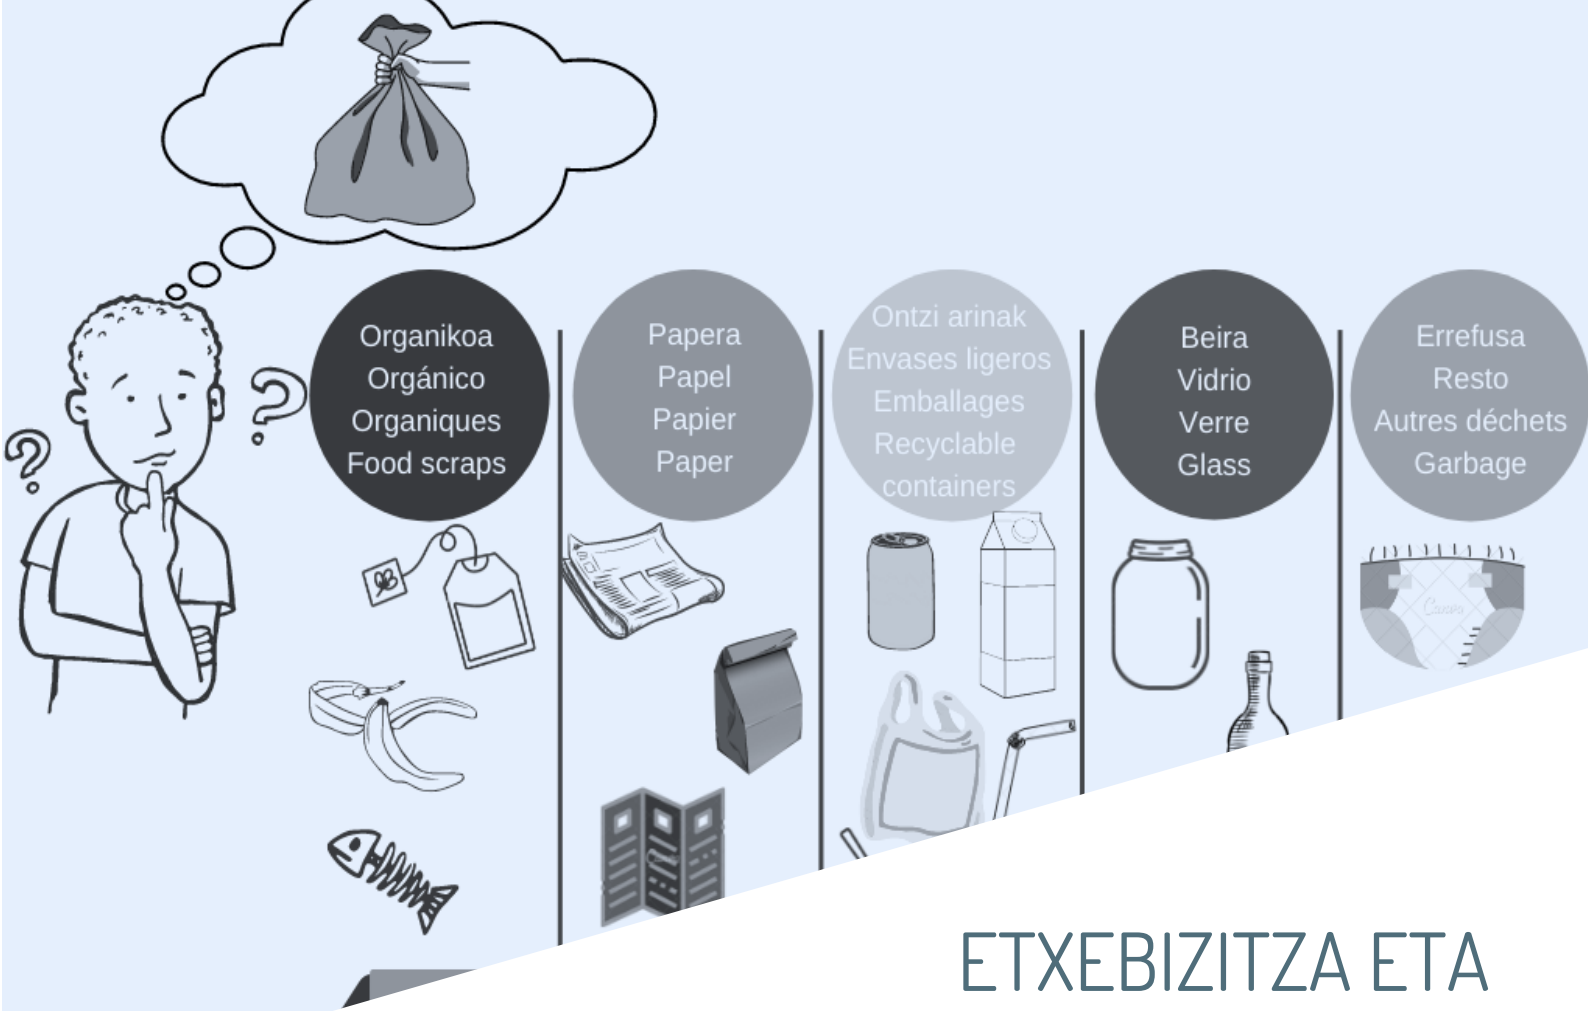 Organikoa
Orgánico
Organiques
Food scraps
Papera
Papel
Papier
Paper
Ontzi arinak
Envases ligeros
Emballages
Recyclable
containers
Beira
Vidrio
Verre
Glass
Errefusa
Resto
Autres déchets
Garbage
?
?
Canva
ETXEBIZITZA ETA